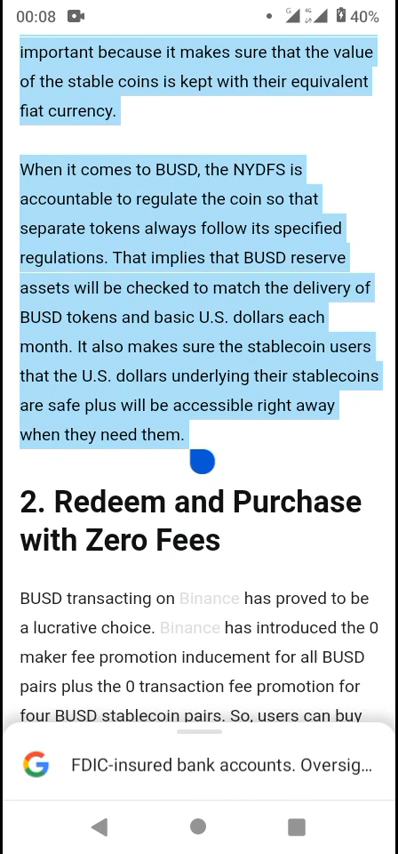 00:08
40%
important because it makes sure that the value
of the stable coins is kept with their equivalent
fiat currency.
When it comes to BUSD, the NYDFS is
accountable to regulate the coin so that
separate tokens always follow its specified
regulations. That implies that BUSD reserve
assets will be checked to match the delivery of
BUSD tokens and basic U.S. dollars each
month. It also makes sure the stablecoin users
that the U.S. dollars underlying their stablecoins
are safe plus will be accessible right away
when they need them.
2. Redeem and Purchase
with Zero Fees
BUSD transacting on Binance has proved to be
a lucrative choice. Binance has introduced the 0
maker fee promotion inducement for all BUSD
pairs plus the 0 transaction fee promotion for
four BUSD stablecoin pairs. So, users can buy
FDIC-insured bank accounts. Oversig...